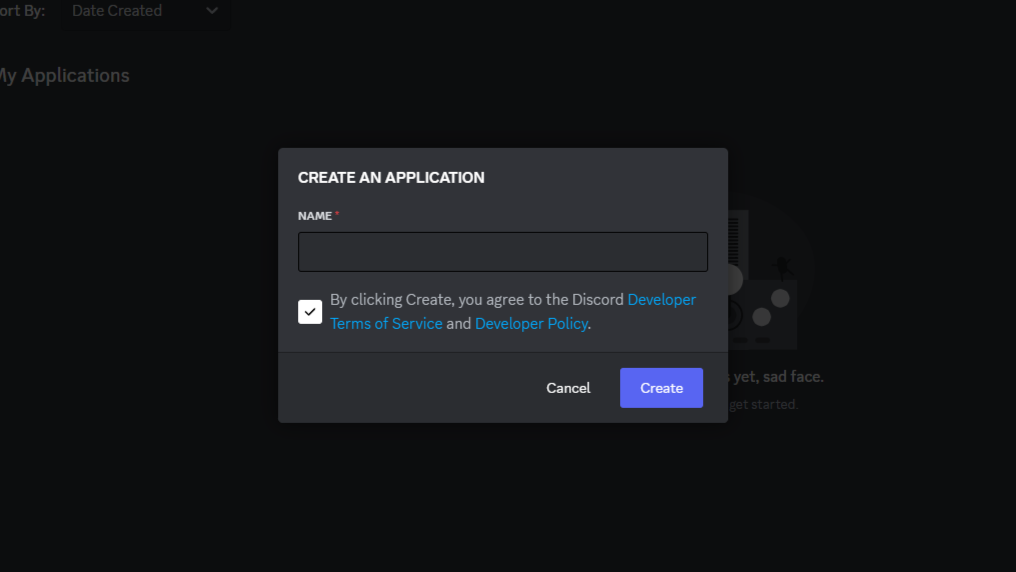 ort By: Date Created
My Applications
CREATE AN APPLICATION
NAME *
By clicking Create, you agree to the Discord Developer
Terms of Service and Developer Policy.
Cancel Create
yet, sad face.
get started.